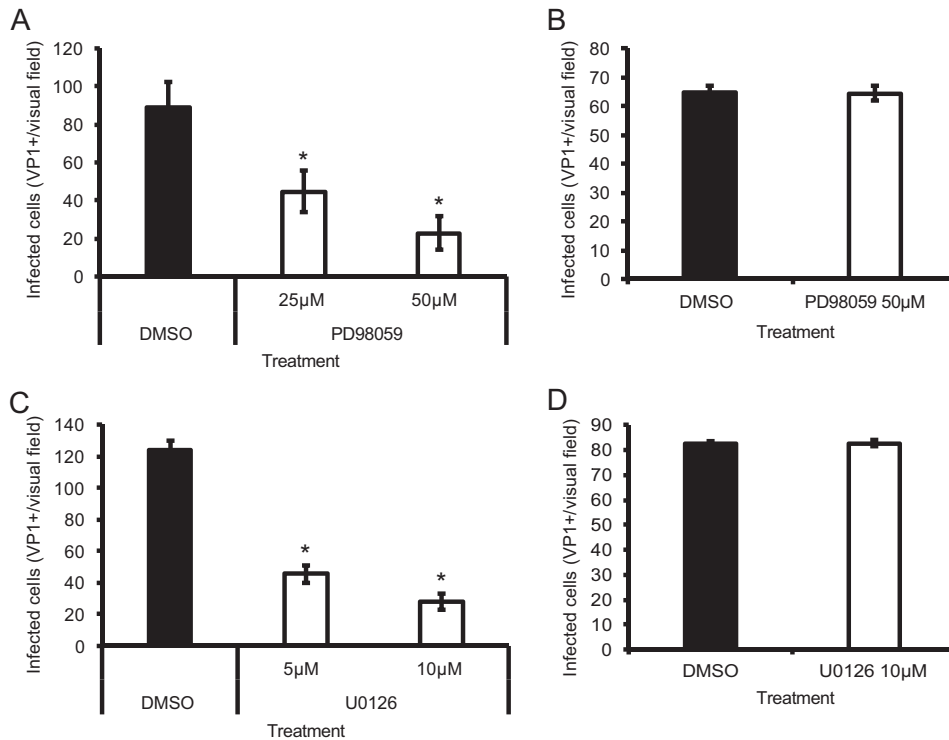 A
Infected cells (VP1+/visual field)
120
100
80
60
40
20
0
*
*
25µM
50µM
DMSO
PD98059
Treatment
B
Infected cells (VP1+/visual field)
80
70
60
50
40
30
20
10
0
DMSO
PD98059 50µM
Treatment
C
Infected cells (VP1+/visual field)
140
120
100
80
60
40
20
0
*
*
5µM
10µM
DMSO
U0126
Treatment
D
Infected cells (VP1+/visual field)
90
80
70
60
50
40
30
20
10
0
DMSO
U0126 10µM
Treatment